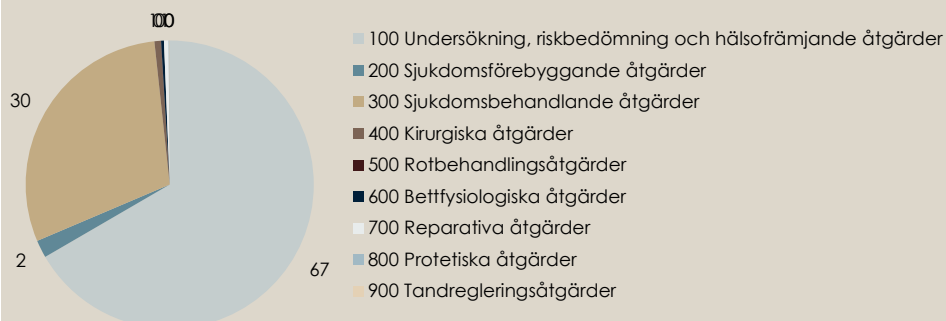 100 Undersökning, riskbedömning och hälsofrämjande åtgärder
200 Sjukdomsförebyggande åtgärder
300 Sjukdomsbehandlande åtgärder
400 Kirurgiska åtgärder
500 Rotbehandlingsåtgärder
600 Bettfysiologiska åtgärder
700 Reparativa åtgärder
800 Protetiska åtgärder
900 Tandregleringsåtgärder
30
2
67